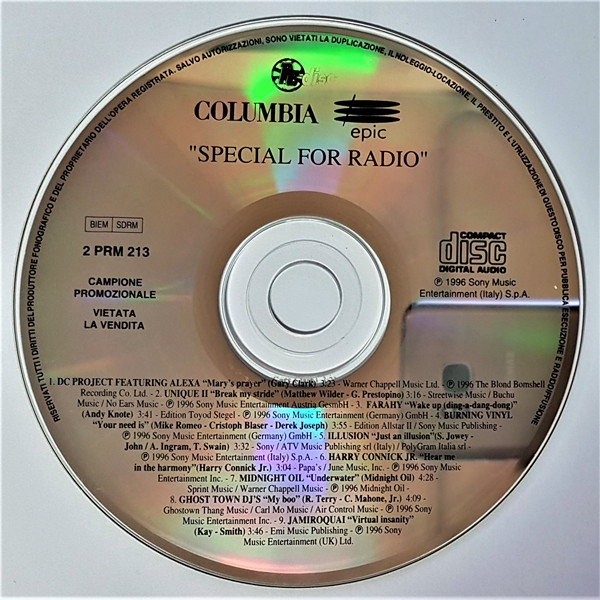 RISERVATI TUTTI I DIRITTI DEL PRODUTTORE FONOGRAFICO E DEL PROPRIETARIO DELL'OPERA REGISTRATA. SALVO AUTORIZZAZIONI, SONO VIETATI LA DUPLICAZIONE, IL NOLEGGIO-LOCAZIONE, IL PRESTITO E L'UTILIZZAZIONE DI QUESTO DISCO PER PUBBLICA ESECUZIONE E RADIODIFFUSIONE
COLUMBIA
epic
"SPECIAL FOR RADIO"
BIEM SDRM
2 PRM 213
CAMPIONE
PROMOZIONALE
VIETATA
LA VENDITA
COMPACT
disc
DIGITAL AUDIO
℗ 1996 Sony Music
Entertainment (Italy) S.p.A.
1. DC PROJECT FEATURING ALEXA "Mary's prayer" (Gary Clark) 3:23 - Warner Chappell Music Ltd. - ℗ 1996 The Blond Bombshell
Recording Co. Ltd. - 2. UNIQUE II "Break my stride" (Matthew Wilder - G. Prestopino) 3:16 - Streetwise Music / Buchu
Music / No Ears Music - ℗ 1996 Sony Music Entertainment Austria GesmbH - 3. FARAHY "Wake up (ding-a-dang-dong)"
(Andy Knote) 3:41 - Edition Toyod Siegel - ℗ 1996 Sony Music Entertainment (Germany) GmbH - 4. BURNING VINYL
"Your need is" (Mike Romeo - Cristoph Blaser - Derek Joseph) 3:55 - Edition Allstar II / Sony Music Publishing
- ℗ 1996 Sony Music Entertainment (Germany) GmbH - 5. ILLUSION "Just an illusion" (S. Jowey -
John / A. Ingram, T. Swain) 3:32 - Sony / ATV Music Publishing srl (Italy) / PolyGram Italia srl -
℗ 1996 Sony Music Entertainment (Italy) S.p.A. - 6. HARRY CONNICK JR. "Hear me
in the harmony" (Harry Connick Jr.) 3:04 - Papa's / June Music, Inc. - ℗ 1996 Sony Music
Entertainment Inc. - 7. MIDNIGHT OIL "Underwater" (Midnight Oil) 4:28 -
Sprint Music / Warner Chappell Music - ℗ 1996 Midnight Oil -
8. GHOST TOWN DJ'S "My boo" (R. Terry - C. Mahone, Jr.) 4:09 -
Ghostown Thang Music / Carl Mo Music / Air Control Music - ℗ 1996 Sony
Music Entertainment Inc. - 9. JAMIROQUAI "Virtual insanity"
(Kay - Smith) 3:46 - Emi Music Publishing - ℗ 1996 Sony
Music Entertainment (UK) Ltd.